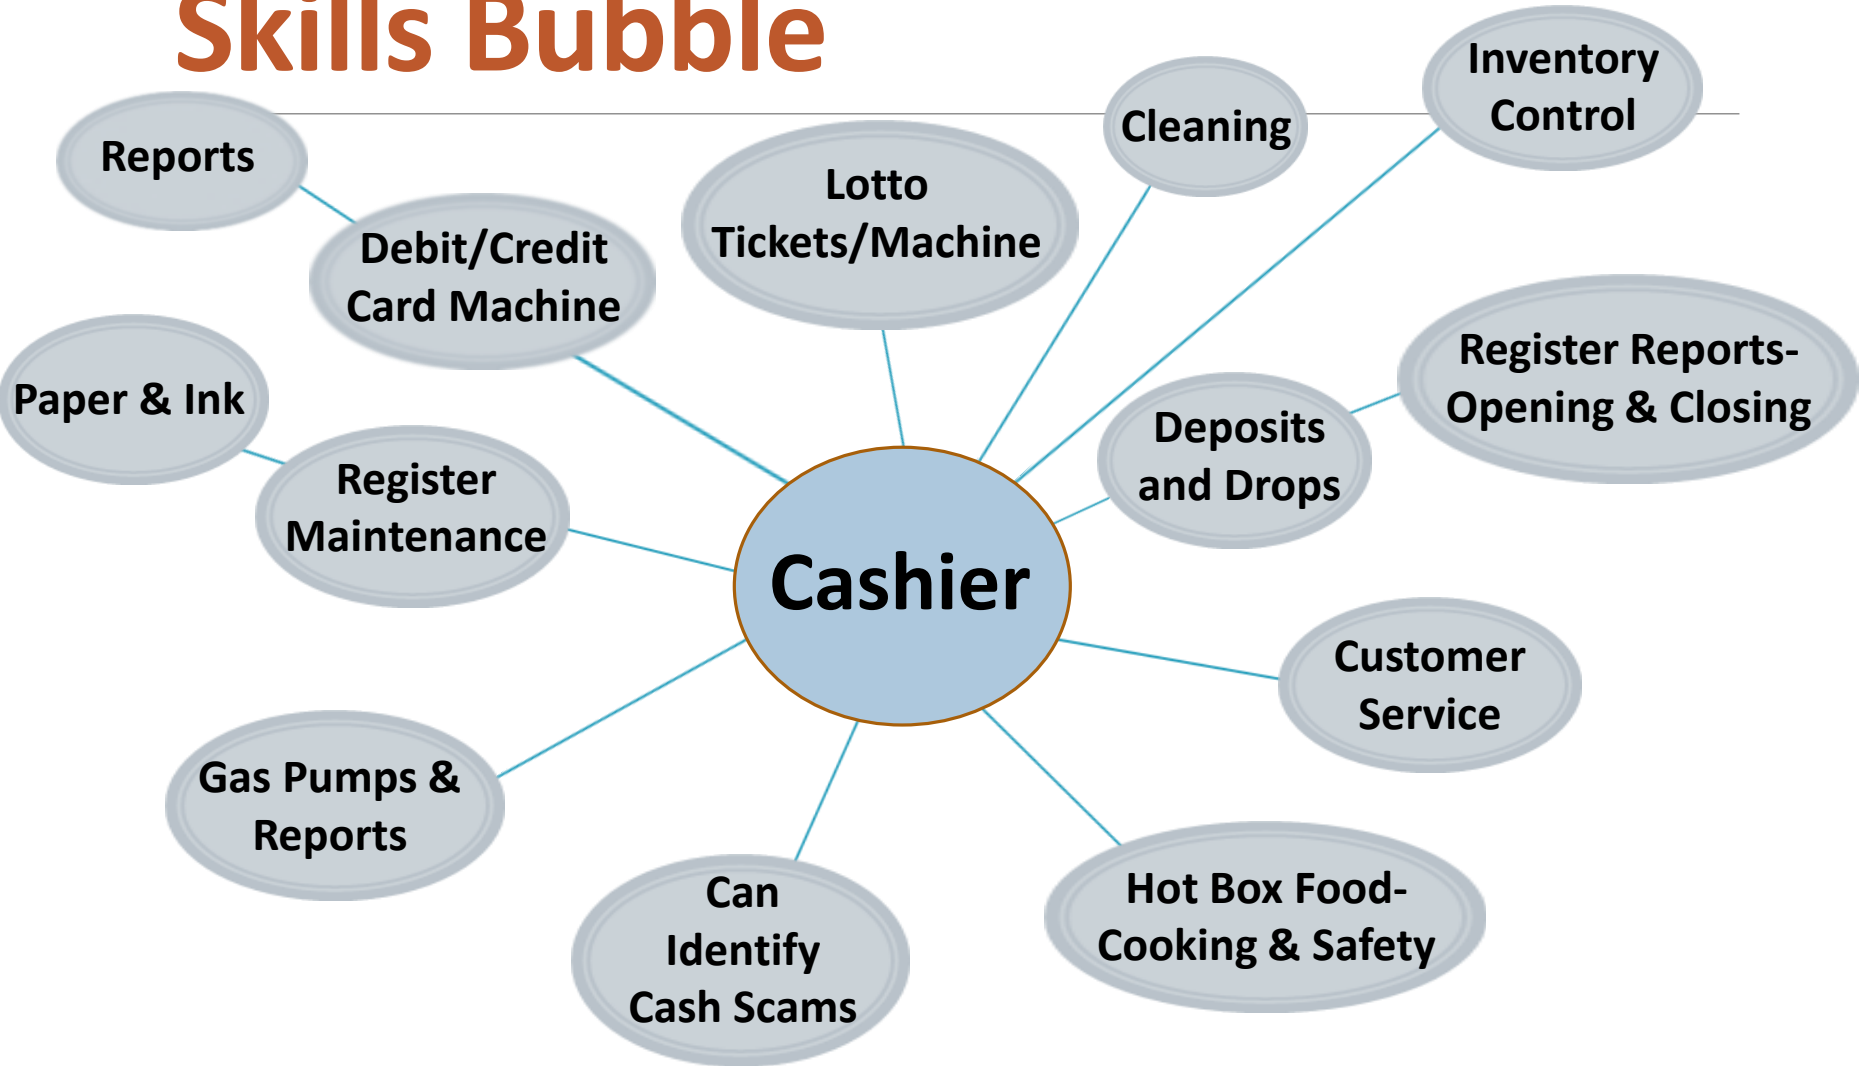 Skills Bubble
Inventory
Control
Cleaning
Reports
Lotto
Tickets/Machine
Debit/Credit
Card Machine
Register Reports-
Opening & Closing
Paper & Ink
Deposits
and Drops
Register
Maintenance
Cashier
Customer
Service
Gas Pumps &
Reports
Can
Identify
Cash Scams
Hot Box Food-
Cooking & Safety